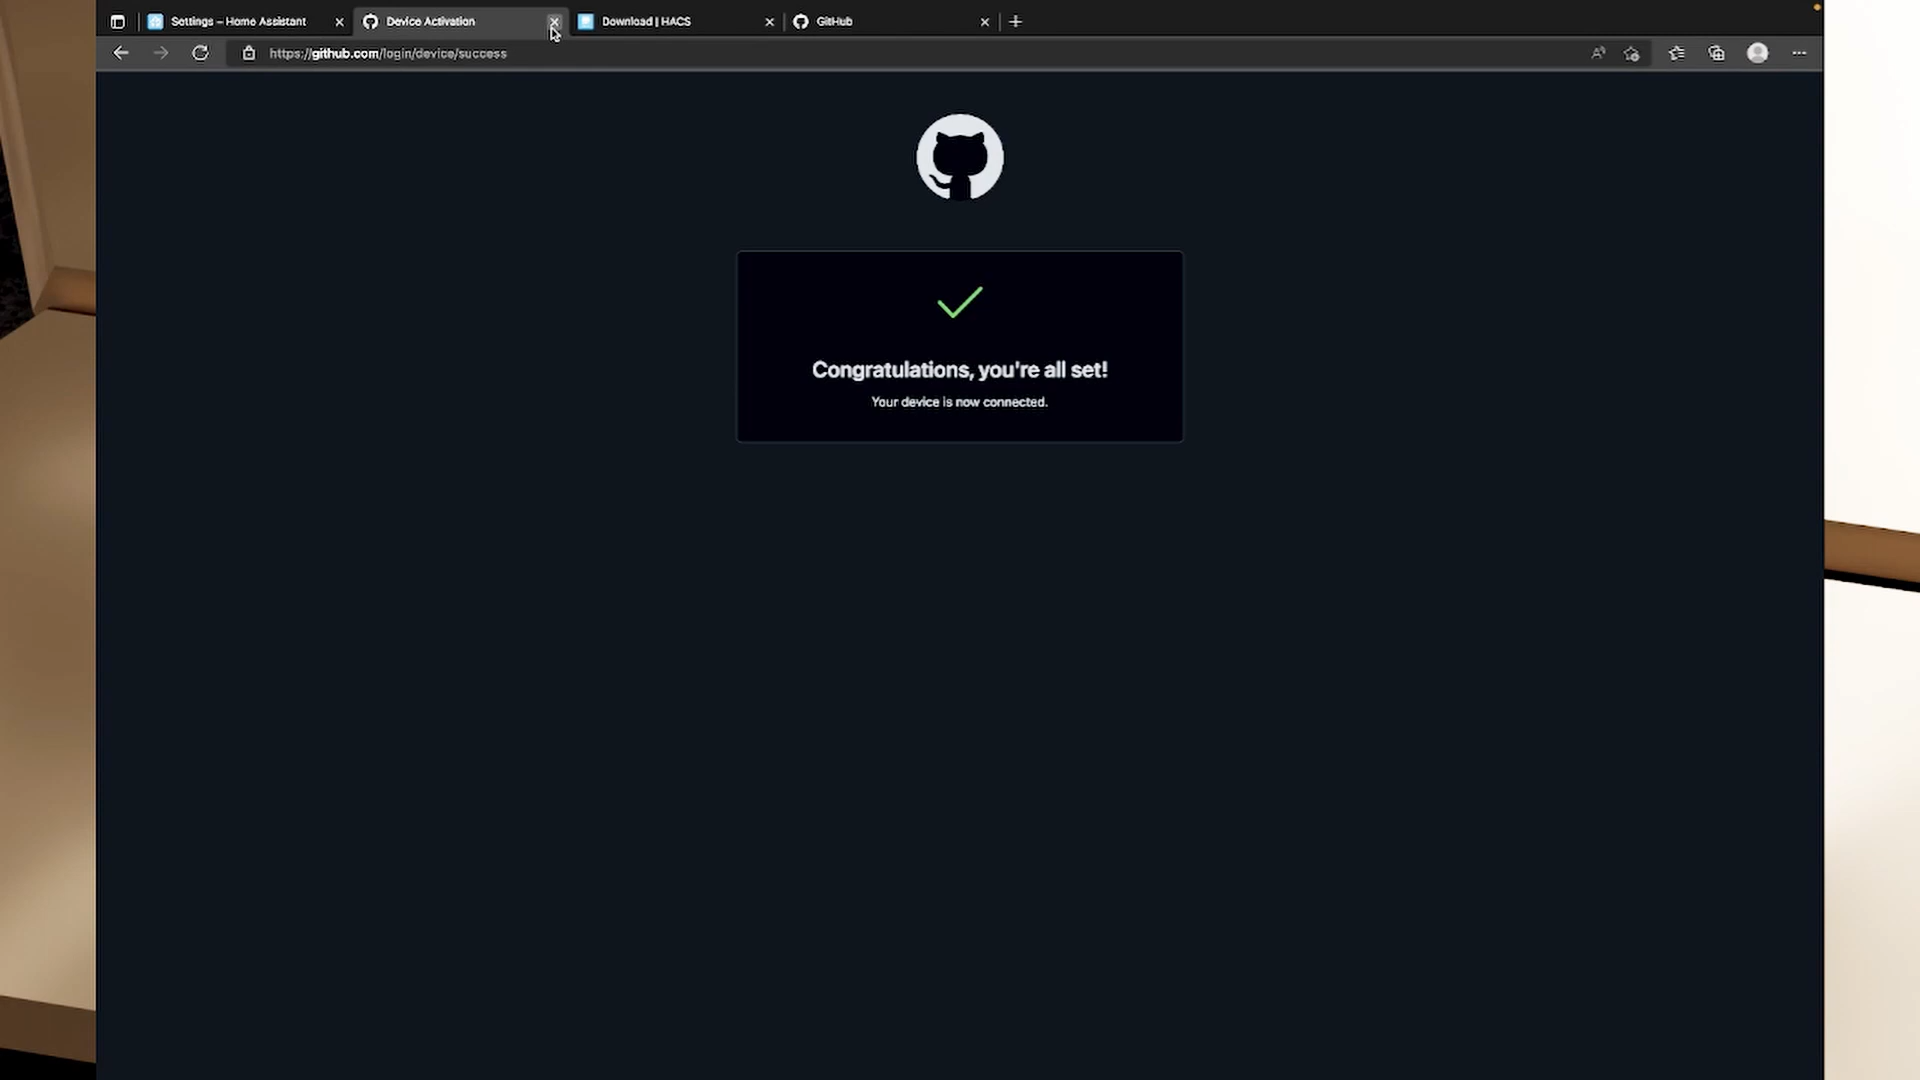 Settings – Home Assistant
Device Activation
Download | HACS
GitHub
https://github.com/login/device/success
Congratulations, you're all set!
Your device is now connected.